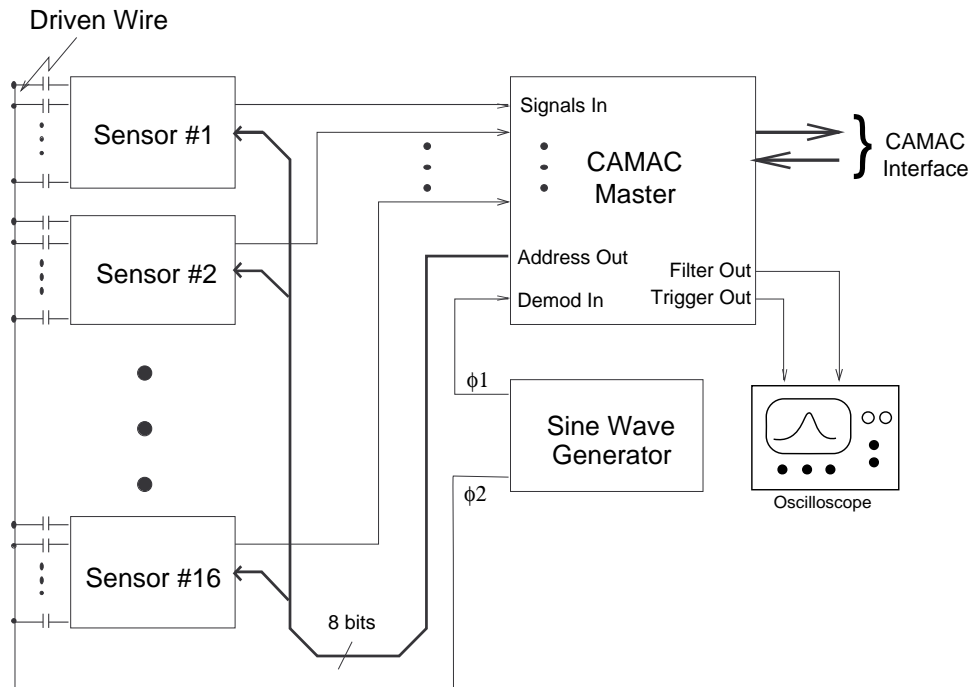 Driven Wire
Sensor #1
Sensor #2
Sensor #16
8 bits
Signals In
CAMAC
Master
Address Out
Demod In
Filter Out
Trigger Out
CAMAC
Interface
ϕ1
ϕ2
Sine Wave
Generator
Oscilloscope